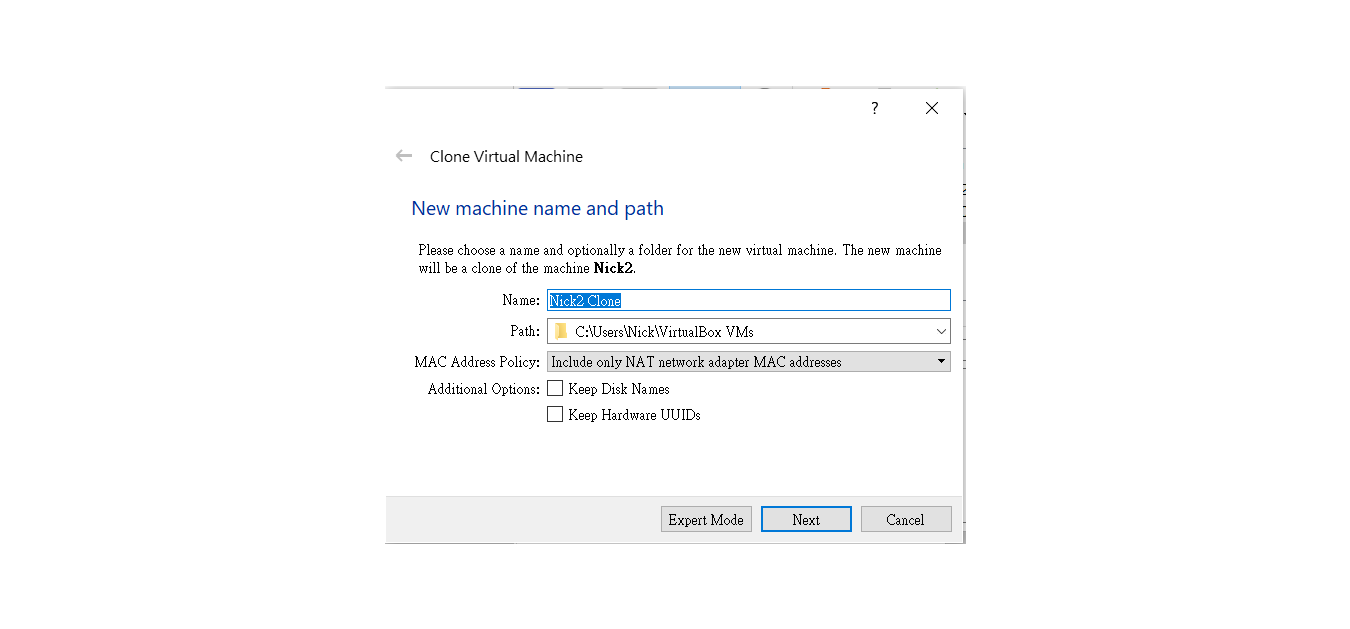 ?
Clone Virtual Machine
New machine name and path
Please choose a name and optionally a folder for the new virtual machine. The new machine
will be a clone of the machine Nick2.
Name: Nick2 Clone
Path: C:\Users\Nick\VirtualBox VMs
MAC Address Policy: Include only NAT network adapter MAC addresses
Additional Options: Keep Disk Names
Keep Hardware UUIDs
Expert Mode Next Cancel